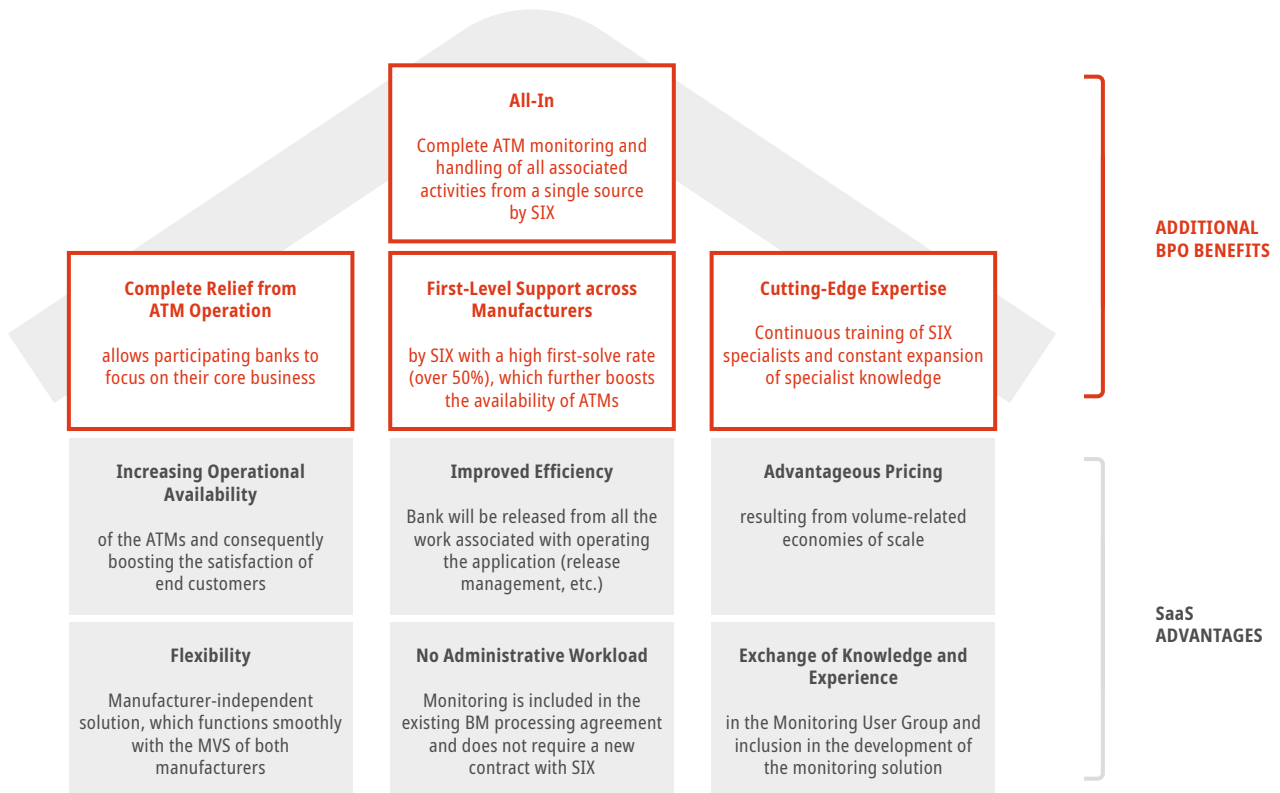 All-In
Complete ATM monitoring and
handling of all associated
activities from a single source
by SIX
ADDITIONAL
BPO BENEFITS
Complete Relief from
ATM Operation
allows participating banks to
focus on their core business
First-Level Support across
Manufacturers
by SIX with a high first-solve rate
(over 50%), which further boosts
the availability of ATMs
Cutting-Edge Expertise
Continuous training of SIX
specialists and constant expansion
of specialist knowledge
Increasing Operational
Availability
of the ATMs and consequently
boosting the satisfaction of
end customers
Improved Efficiency
Bank will be released from all the
work associated with operating
the application (release
management, etc.)
Advantageous Pricing
resulting from volume-related
economies of scale
SaaS
ADVANTAGES
Flexibility
Manufacturer-independent
solution, which functions smoothly
with the MVS of both
manufacturers
No Administrative Workload
Monitoring is included in the
existing BM processing agreement
and does not require a new
contract with SIX
Exchange of Knowledge and
Experience
in the Monitoring User Group and
inclusion in the development of
the monitoring solution